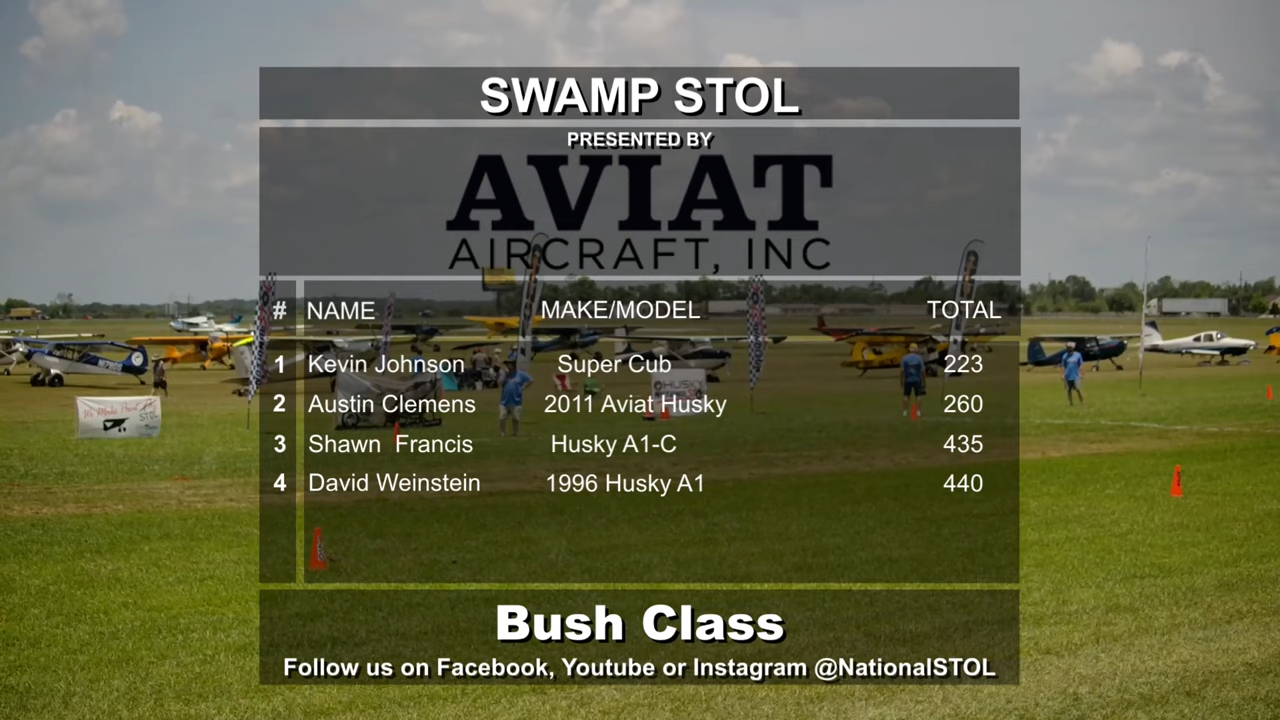 SWAMP STOL
PRESENTED BY
AVIAT
AIRCRAFT, INC
# NAME MAKE/MODEL TOTAL
1 Kevin Johnson Super Cub 223
2 Austin Clemens 2011 Aviat Husky 260
3 Shawn Francis Husky A1-C 435
4 David Weinstein 1996 Husky A1 440
Bush Class
Follow us on Facebook, Youtube or Instagram @NationalSTOL
HUSKY
STOL